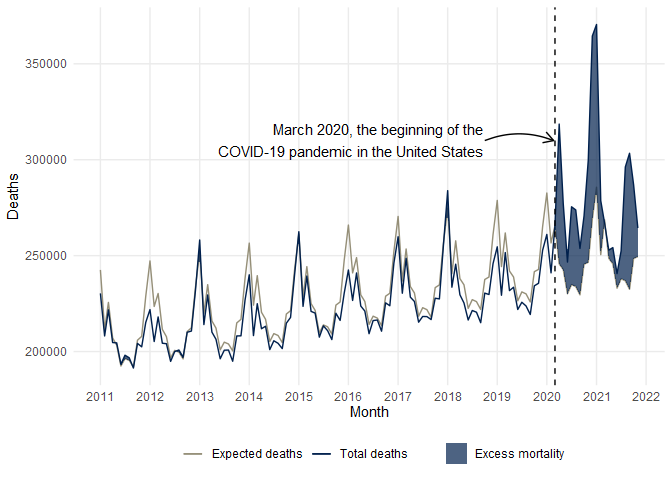 350000
300000
250000
200000
Deaths
March 2020, the beginning of the
COVID-19 pandemic in the United States
2011 2012 2013 2014 2015 2016 2017 2018 2019 2020 2021 2022
Month
Expected deaths Total deaths Excess mortality